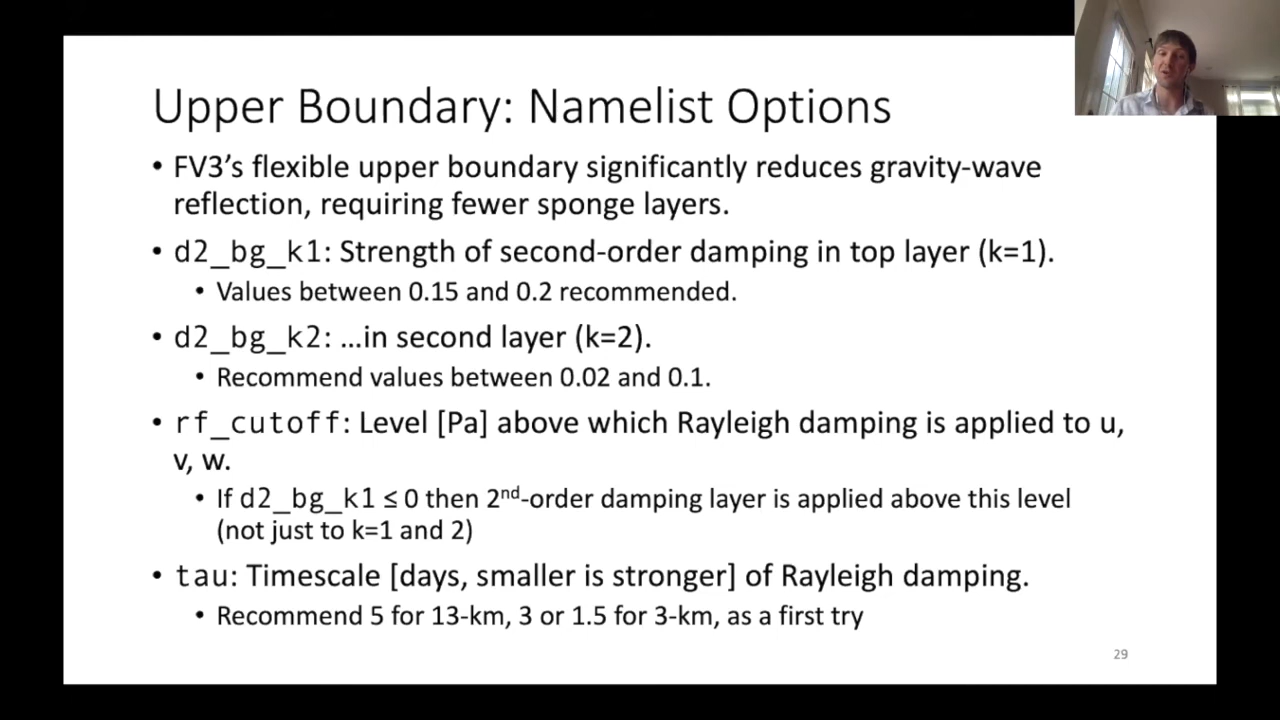 Upper Boundary: Namelist Options
• FV3’s flexible upper boundary significantly reduces gravity-wave
reflection, requiring fewer sponge layers.
• d2_bg_k1: Strength of second-order damping in top layer (k=1).
• Values between 0.15 and 0.2 recommended.
• d2_bg_k2: …in second layer (k=2).
• Recommend values between 0.02 and 0.1.
• rf_cutoff: Level [Pa] above which Rayleigh damping is applied to u,
v, w.
• If d2_bg_k1 ≤ 0 then 2nd-order damping layer is applied above this level
(not just to k=1 and 2)
• tau: Timescale [days, smaller is stronger] of Rayleigh damping.
• Recommend 5 for 13-km, 3 or 1.5 for 3-km, as a first try
29